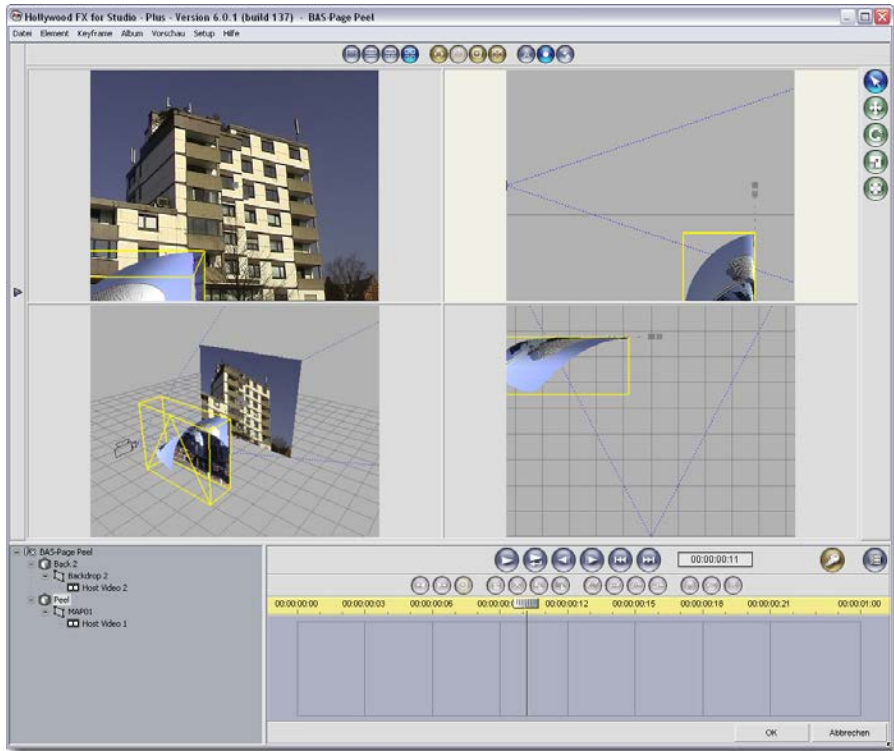 Hollywood FX for Studio - Plus - Version 6.0.1 (build 137) - BAS-Page Peel
Datei Element Keyframe Album Vorschau Setup Hilfe
BAS-Page Peel
Back 2
Backdrop 2
Host Video 2
Peel
MAP01
Host Video 1
00:00:00:11
00:00:00:00 00:00:00:03 00:00:00:06 00:00:00:12 00:00:00:15 00:00:00:18 00:00:00:21 00:00:01:00
OK Abbrechen